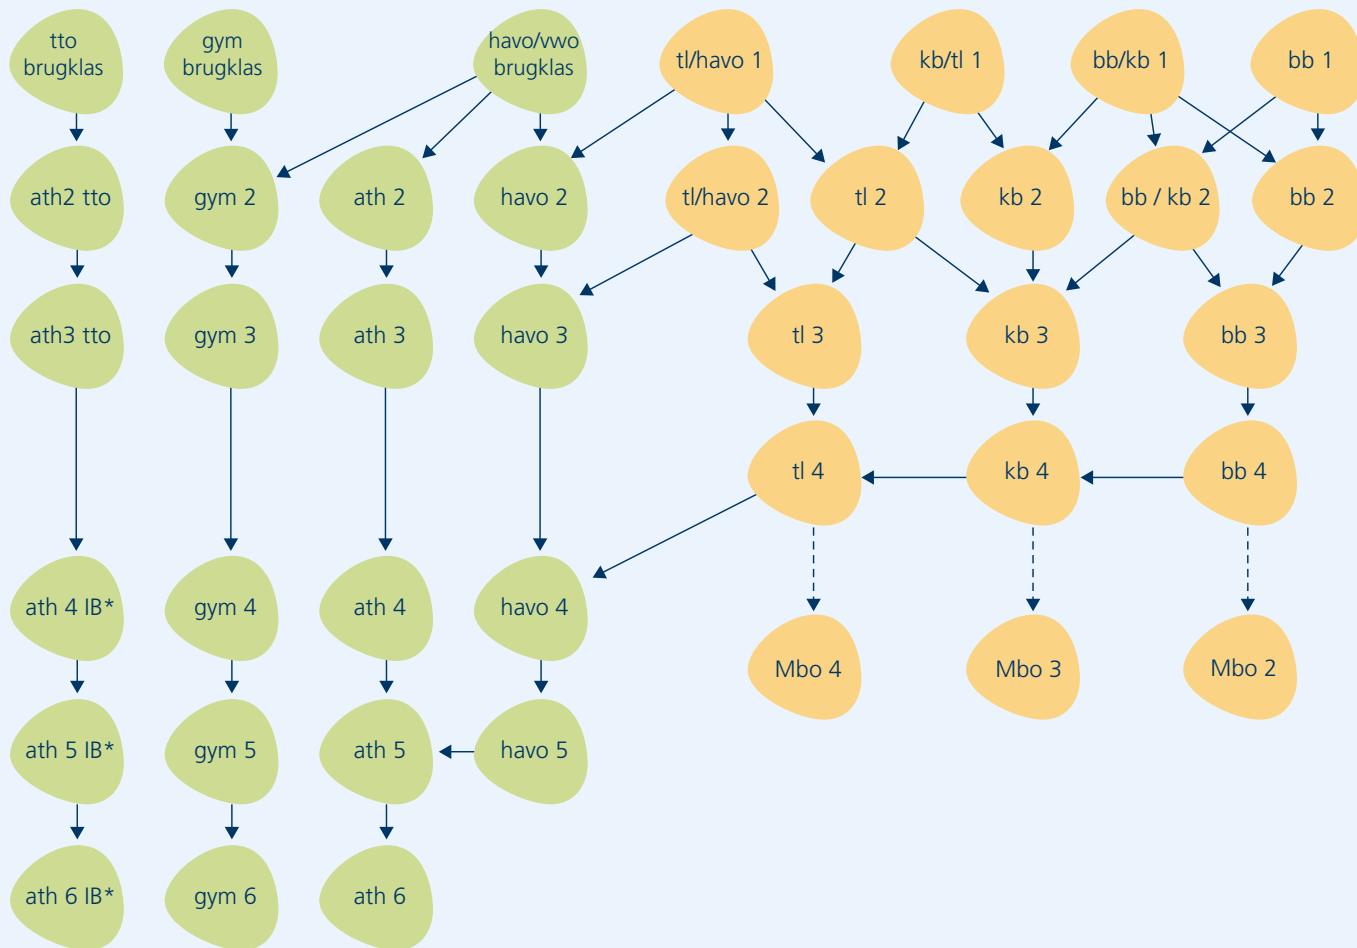 tto
brugklas
gym
brugklas
havo/vwo
brugklas
tl/havo 1
kb/tl 1
bb/kb 1
bb 1
ath2 tto
gym 2
ath 2
havo 2
tl/havo 2
tl 2
kb 2
bb / kb 2
bb 2
ath3 tto
gym 3
ath 3
havo 3
tl 3
kb 3
bb 3
tl 4
kb 4
bb 4
ath 4 IB*
gym 4
ath 4
havo 4
Mbo 4
Mbo 3
Mbo 2
ath 5 IB*
gym 5
ath 5
havo 5
ath 6 IB*
gym 6
ath 6